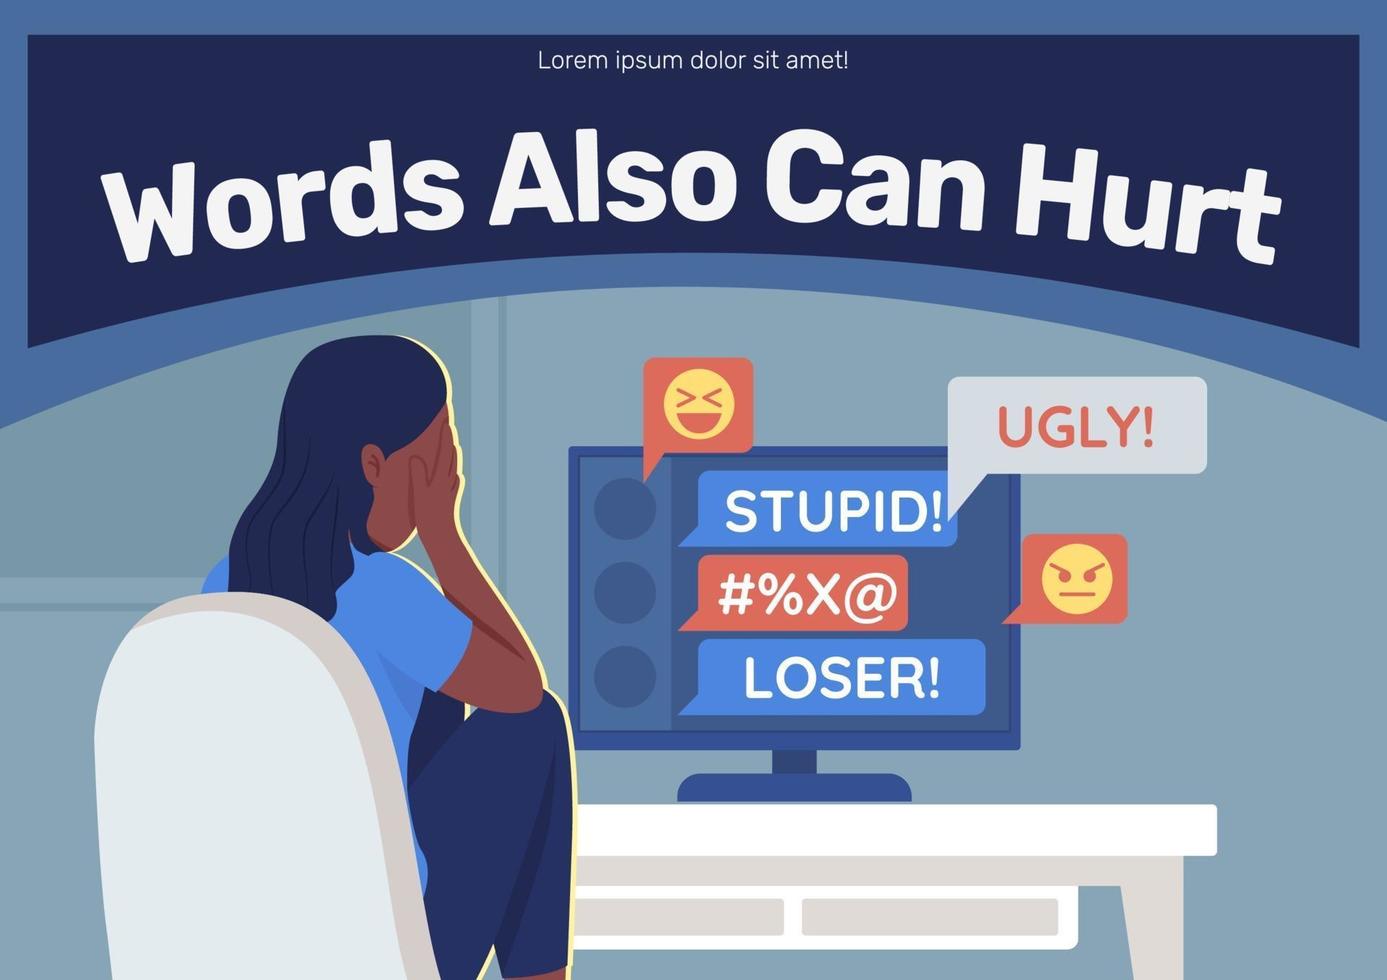 Lorem ipsum dolor sit amet!
Words Also Can Hurt
UGLY!
STUPID!
#%X@
LOSER!